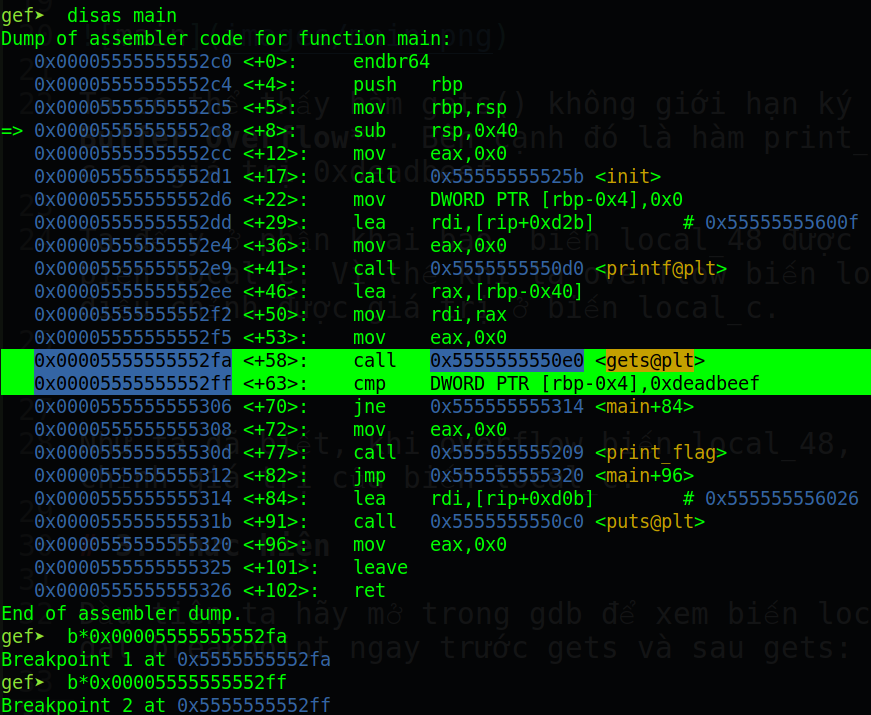 gef➤  disas main
Dump of assembler code for function main:
   0x00005555555552c0 <+0>:     endbr64
   0x00005555555552c4 <+4>:     push   rbp
   0x00005555555552c5 <+5>:     mov    rbp,rsp
=> 0x00005555555552c8 <+8>:     sub    rsp,0x40
   0x00005555555552cc <+12>:    mov    eax,0x0
   0x00005555555552d1 <+17>:    call   0x55555555525b <init>
   0x00005555555552d6 <+22>:    mov    DWORD PTR [rbp-0x4],0x0
   0x00005555555552dd <+29>:    lea    rdi,[rip+0xd2b]        # 0x55555555600f
   0x00005555555552e4 <+36>:    mov    eax,0x0
   0x00005555555552e9 <+41>:    call   0x5555555550d0 <printf@plt>
   0x00005555555552ee <+46>:    lea    rax,[rbp-0x40]
   0x00005555555552f2 <+50>:    mov    rdi,rax
   0x00005555555552f5 <+53>:    mov    eax,0x0
   0x00005555555552fa <+58>:    call   0x5555555550e0 <gets@plt>
   0x00005555555552ff <+63>:    cmp    DWORD PTR [rbp-0x4],0xdeadbeef
   0x0000555555555306 <+70>:    jne    0x555555555314 <main+84>
   0x0000555555555308 <+72>:    mov    eax,0x0
   0x000055555555530d <+77>:    call   0x555555555209 <print_flag>
   0x0000555555555312 <+82>:    jmp    0x555555555320 <main+96>
   0x0000555555555314 <+84>:    lea    rdi,[rip+0xd0b]        # 0x555555556026
   0x000055555555531b <+91>:    call   0x5555555550c0 <puts@plt>
   0x0000555555555320 <+96>:    mov    eax,0x0
   0x0000555555555325 <+101>:   leave
   0x0000555555555326 <+102>:   ret
End of assembler dump.
gef➤  b*0x00005555555552fa
Breakpoint 1 at 0x5555555552fa
gef➤  b*0x00005555555552ff
Breakpoint 2 at 0x5555555552ff